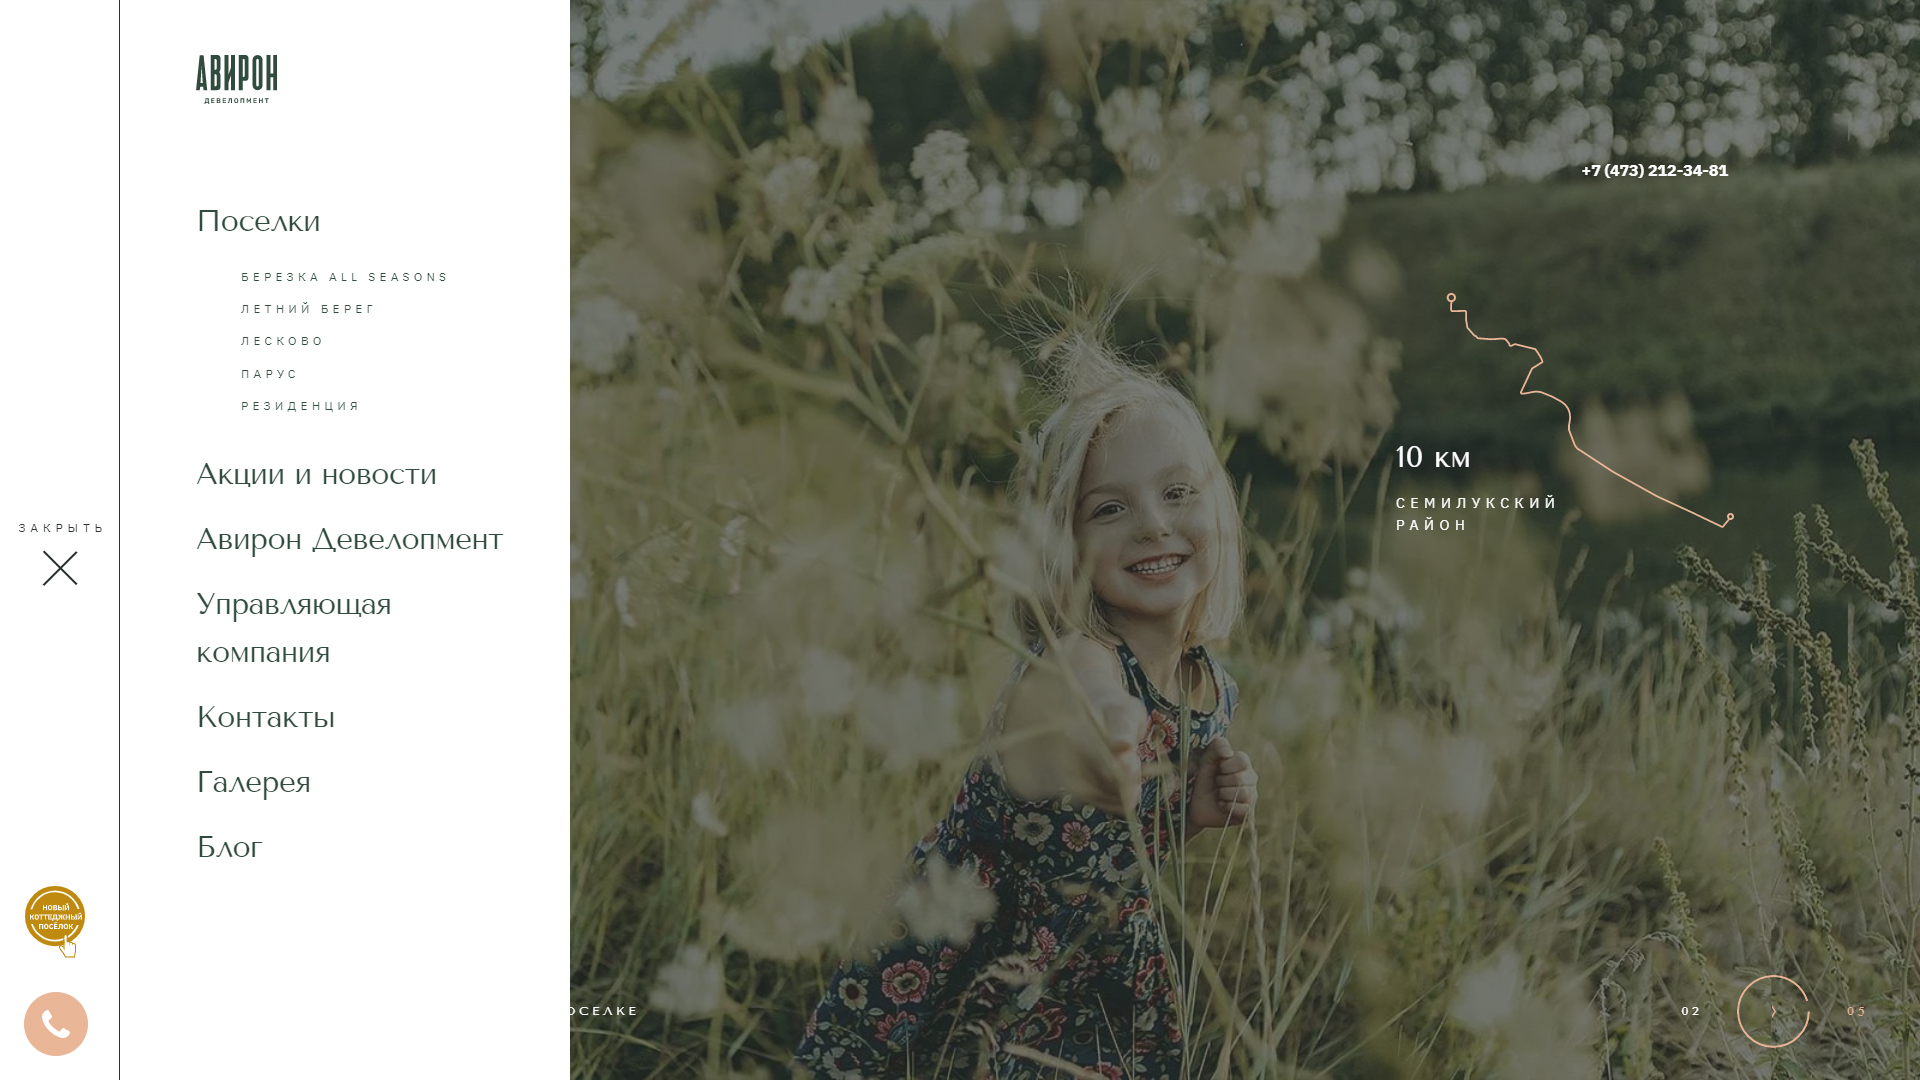 АВИРОН
ДЕВЕЛОПМЕНТ
Поселки
БЕРЕЗКА ALL SEASONS
ЛЕТНИЙ БЕРЕГ
ЛЕСКОВО
ПАРУС
РЕЗИДЕНЦИЯ
Акции и новости
Авирон Девелопмент
Управляющая
компания
Контакты
Галерея
Блог
ЗАКРЫТЬ
НОВЫЙ
КОТТЕДЖНЫЙ
ПОСЁЛОК
+7 (473) 212-34-81
10 км
СЕМИЛУКСКИЙ
РАЙОН
ОСЕЛКЕ
02
05